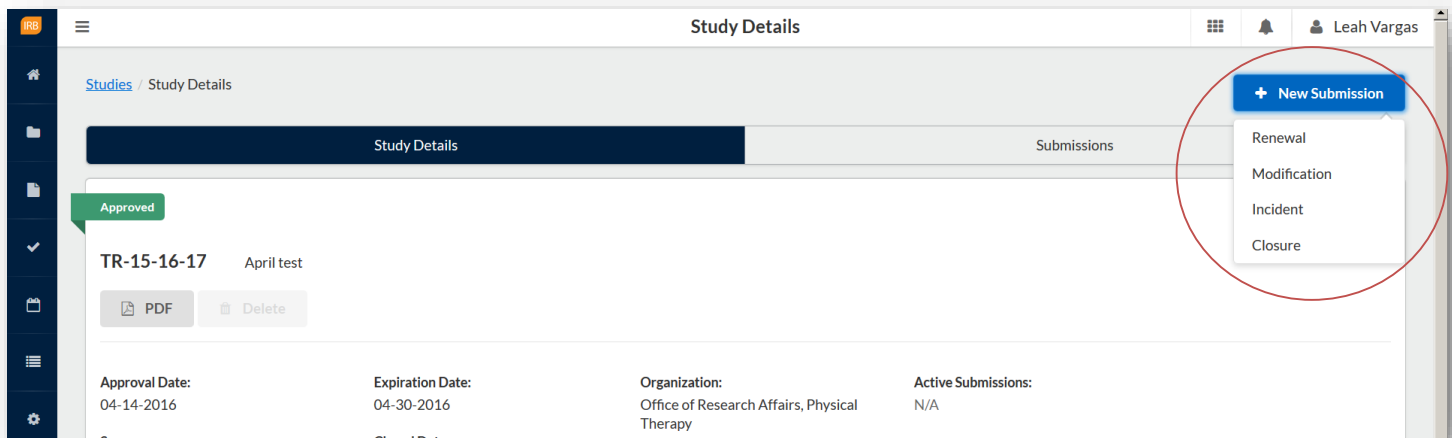 IRB
Study Details
Leah Vargas
Studies / Study Details
New Submission
Renewal
Modification
Incident
Closure
Study Details
Submissions
Approved
TR-15-16-17 April test
PDF
Delete
Approval Date:
04-14-2016
Expiration Date:
04-30-2016
Organization:
Office of Research Affairs, Physical
Therapy
Active Submissions:
N/A